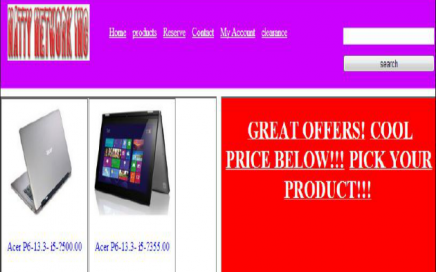 NATTY NETWORK INC
Home products Reserve Contact My Account clearance
search
GREAT OFFERS! COOL
PRICE BELOW!!! PICK YOUR
PRODUCT!!!
Acer P6-13.3- i5-7500.00
Acer P6-13.3- i5-7355.00